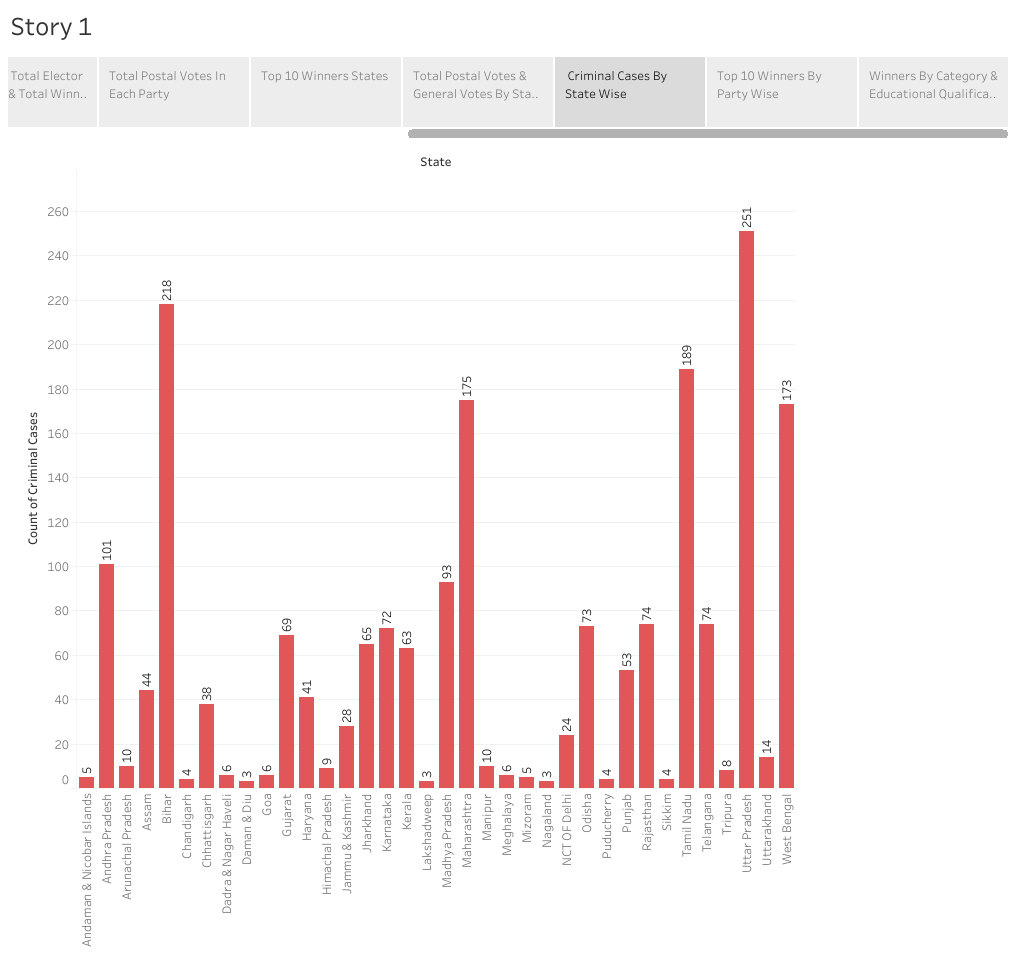 Story 1
Total Elector
& Total Winn..
Total Postal Votes In
Each Party
Top 10 Winners States
Total Postal Votes &
General Votes By Sta..
Criminal Cases By
State Wise
Top 10 Winners By
Party Wise
Winners By Category &
Educational Qualifica..
State
Count of Criminal Cases
260
240
220
200
180
160
140
120
100
80
60
40
20
0
5
101
10
44
218
4
38
6
3
6
69
41
9
28
65
72
63
3
93
175
10
6
5
3
24
73
4
53
74
4
189
74
8
251
14
173
Andaman & Nicobar Islands
Andhra Pradesh
Arunachal Pradesh
Assam
Bihar
Chandigarh
Chhattisgarh
Dadra & Nagar Haveli
Daman & Diu
Goa
Gujarat
Haryana
Himachal Pradesh
Jammu & Kashmir
Jharkhand
Karnataka
Kerala
Lakshadweep
Madhya Pradesh
Maharashtra
Manipur
Meghalaya
Mizoram
Nagaland
NCT OF Delhi
Odisha
Puducherry
Punjab
Rajasthan
Sikkim
Tamil Nadu
Telangana
Tripura
Uttar Pradesh
Uttarakhand
West Bengal